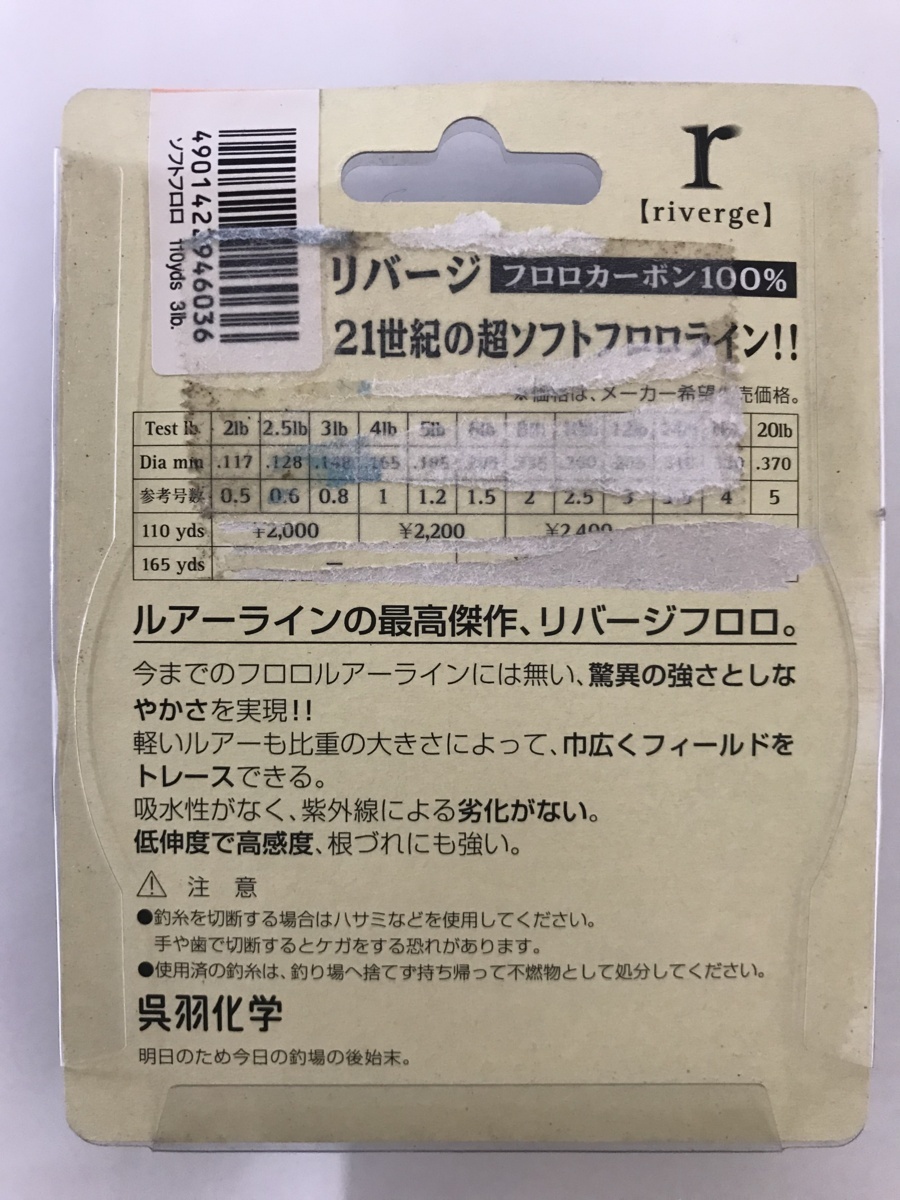 4901422946036
ソフトフロロ 110yds 3lb.
r
【riverge】
リバージ フロロカーボン100%
21世紀の超ソフトフロロライン!!
※価格は、メーカー希望 売価格。
Test lb 2lb 2.5lb 3lb 4lb 5lb 20lb
Dia mm .117 .128 .148 .165 .185 .370
参考号数 0.5 0.6 0.8 1 1.2 1.5 2 2.5 3 3.5 4 5
110 yds ¥2,000 ¥2,200 ¥2,400
165 yds ー
ルアーラインの最高傑作、リバージフロロ。
今までのフロロルアーラインには無い、驚異の強さとしな
やかさを実現!!
軽いルアーも比重の大きさによって、巾広くフィールドを
トレースできる。
吸水性がなく、紫外線による劣化がない。
低伸度で高感度、根づれにも強い。
⚠ 注 意
●釣糸を切断する場合はハサミなどを使用してください。
手や歯で切断するとケガをする恐れがあります。
●使用済の釣糸は、釣り場へ捨てず持ち帰って不燃物として処分してください。
呉羽化学
明日のため今日の釣場の後始末。